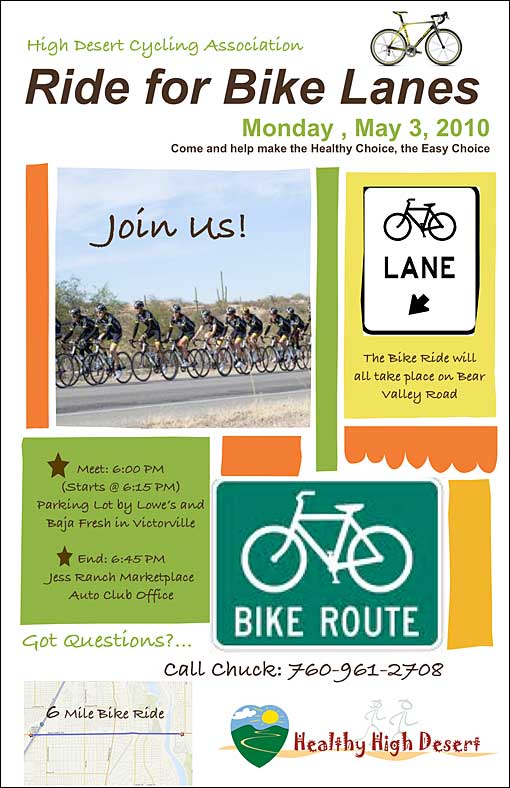 High Desert Cycling Association
Ride for Bike Lanes
Monday , May 3, 2010
Come and help make the Healthy Choice, the Easy Choice
Join Us!
LANE
The Bike Ride will
all take place on Bear
Valley Road
Meet: 6:00 PM
(Starts @ 6:15 PM)
Parking Lot by Lowe's and
Baja Fresh in Victorville
End: 6:45 PM
Jess Ranch Marketplace
Auto Club Office
BIKE ROUTE
Got Questions?...
Call Chuck: 760-961-2708
6 Mile Bike Ride
Healthy High Desert